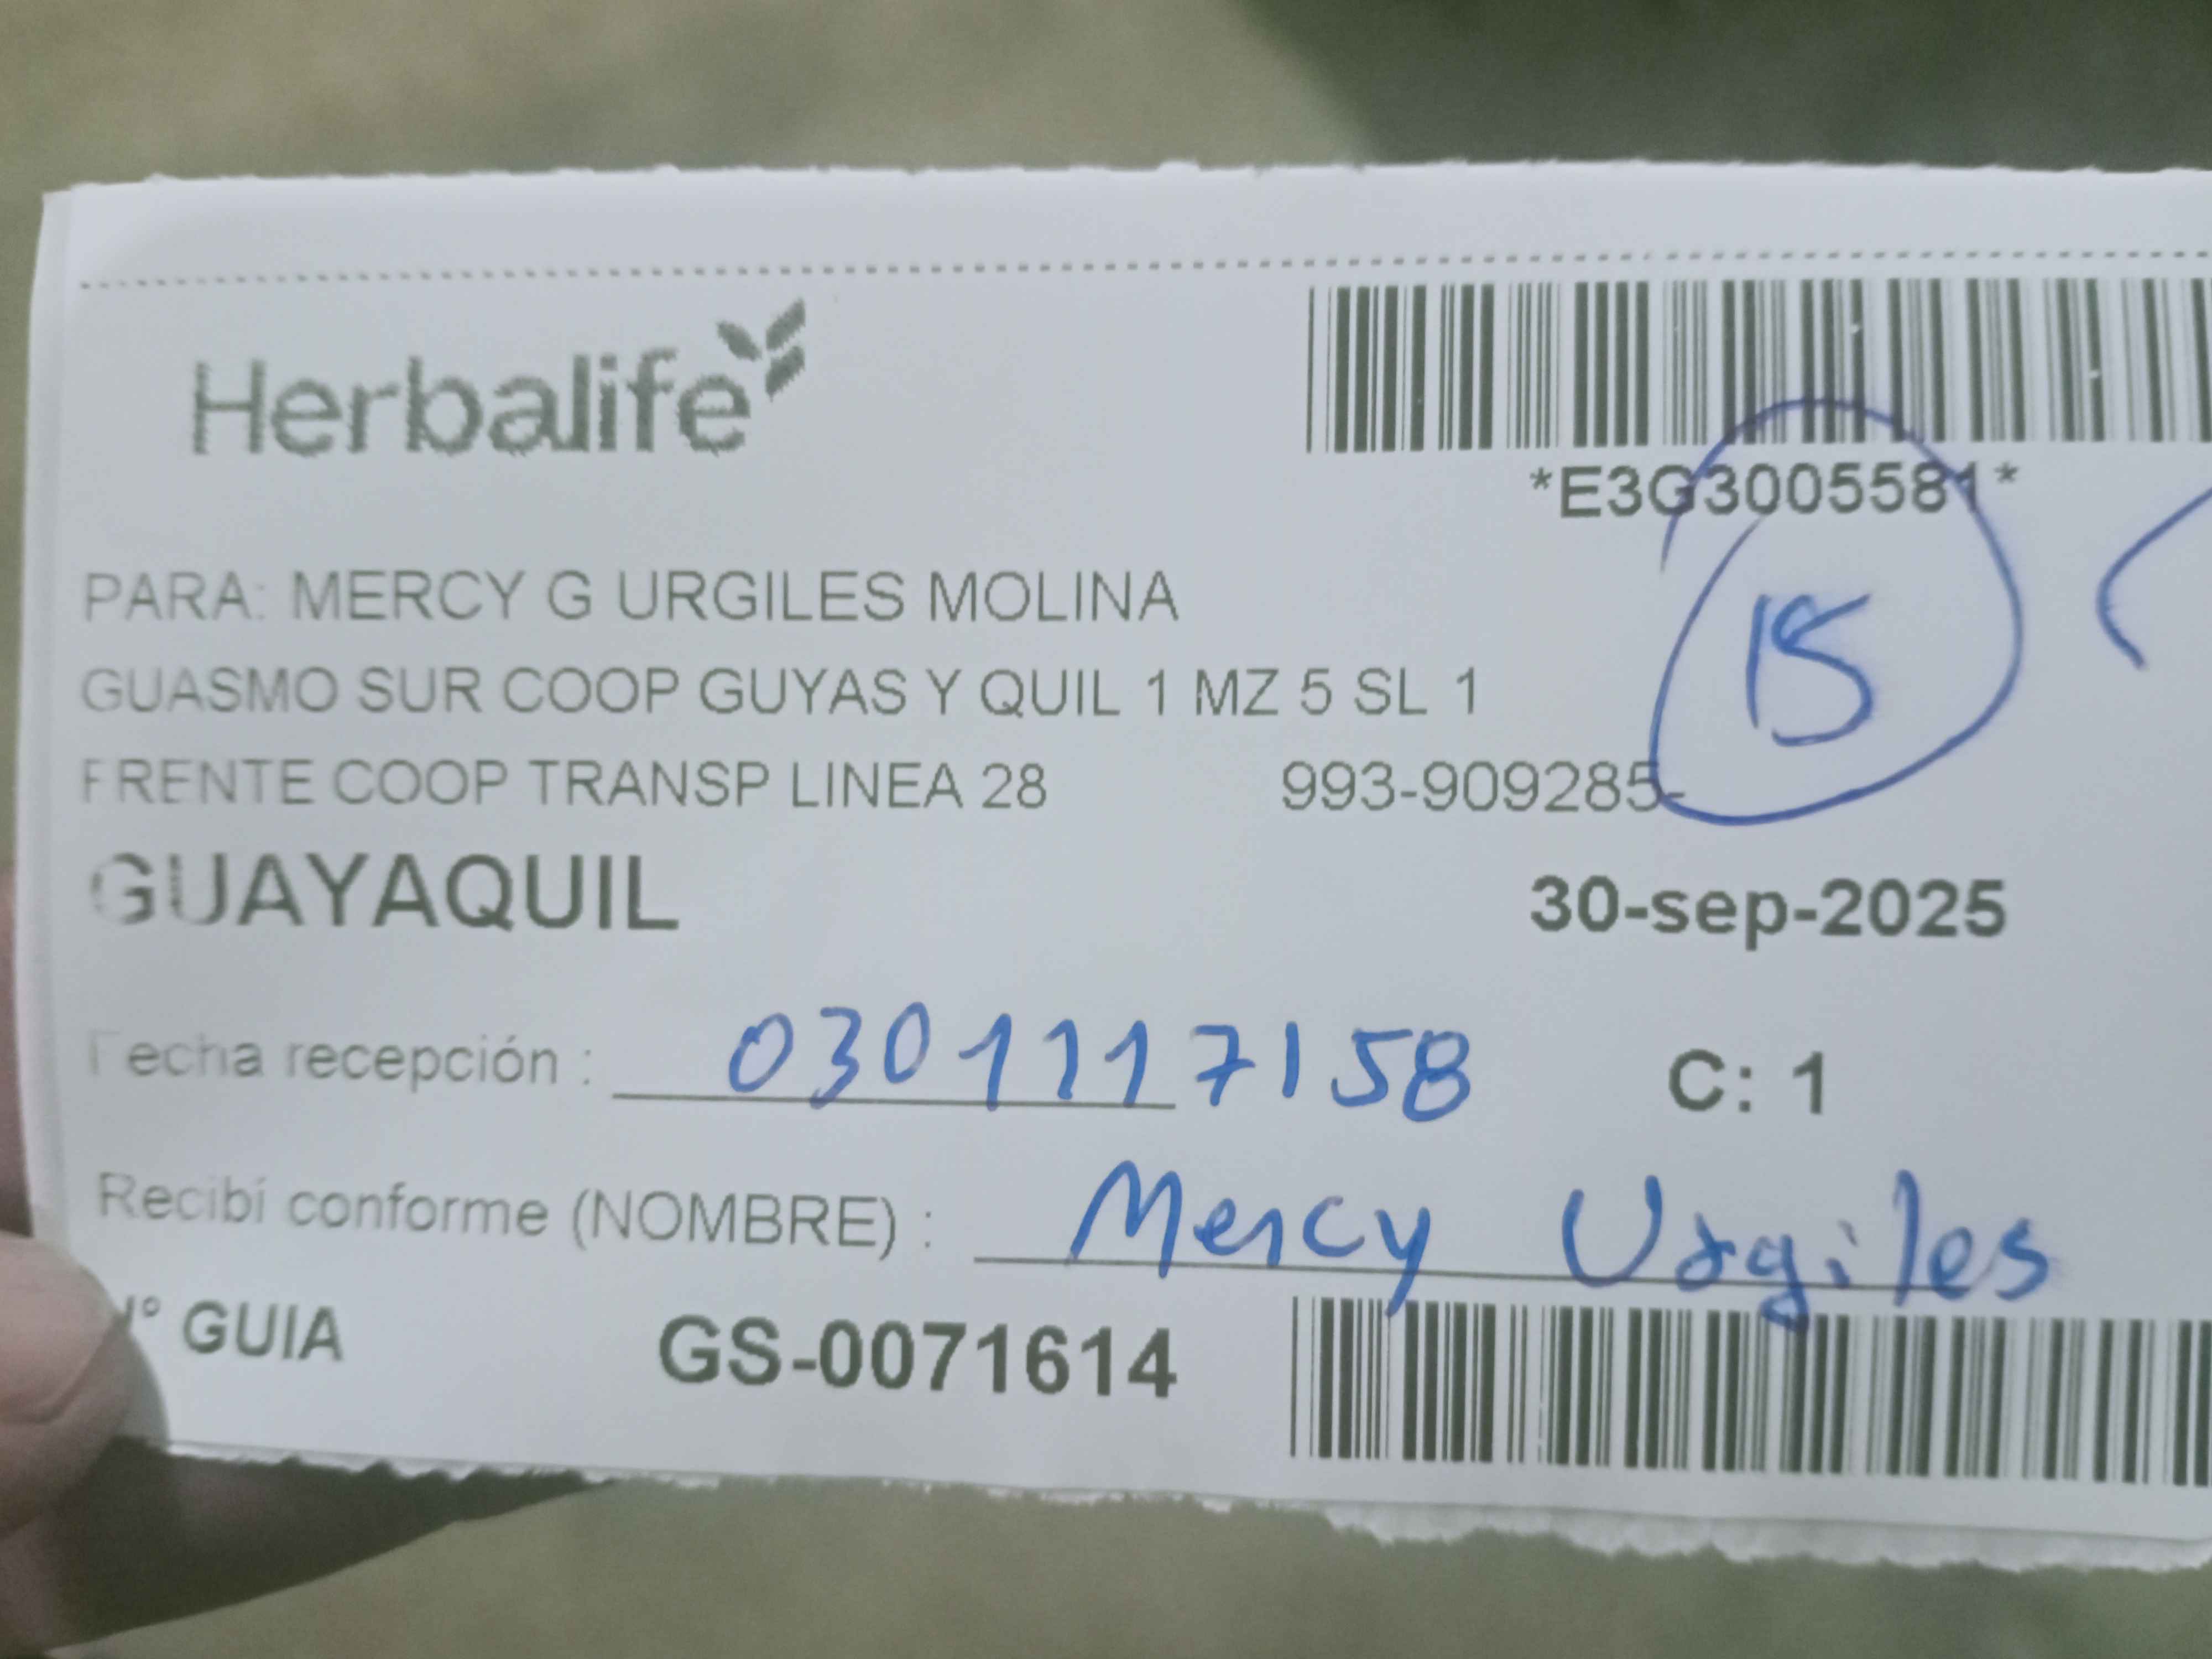 Herbalife
*E3G3005581*
15
PARA: MERCY G URGILES MOLINA
GUASMO SUR COOP GUYAS Y QUIL 1 MZ 5 SL 1
FRENTE COOP TRANSP LINEA 28 993-909285-
GUAYAQUIL 30-sep-2025
Fecha recepción : 0301117158 C: 1
Recibí conforme (NOMBRE) : Mercy Urgiles
N° GUIA GS-0071614